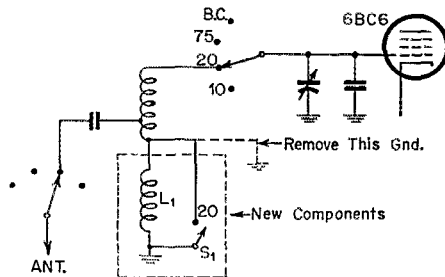 B.C.
75
20
10
6BC6
Remove This Gnd.
L1
20
S1
New Components
ANT.